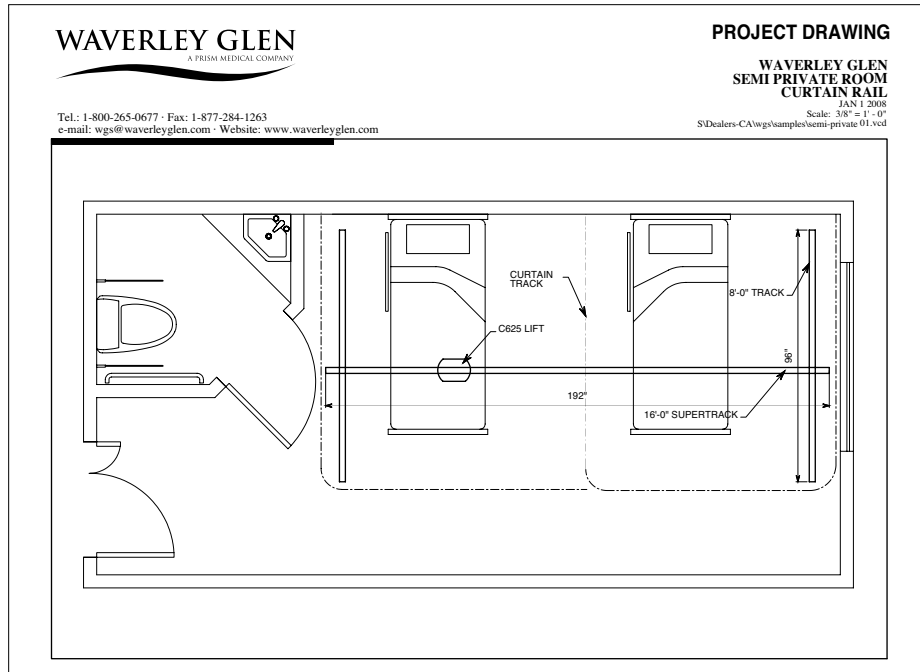 WAVERLEY GLEN
A PRISM MEDICAL COMPANY
Tel.: 1-800-265-0677 · Fax: 1-877-284-1263
e-mail: wgs@waverleyglen.com · Website: www.waverleyglen.com
PROJECT DRAWING
WAVERLEY GLEN
SEMI PRIVATE ROOM
CURTAIN RAIL
JAN 1 2008
Scale: 3/8" = 1' - 0"
S\Dealers-CA\wgs\samples\semi-private 01.vcd
CURTAIN
TRACK
8'-0" TRACK
C625 LIFT
96"
192"
16'-0" SUPERTRACK